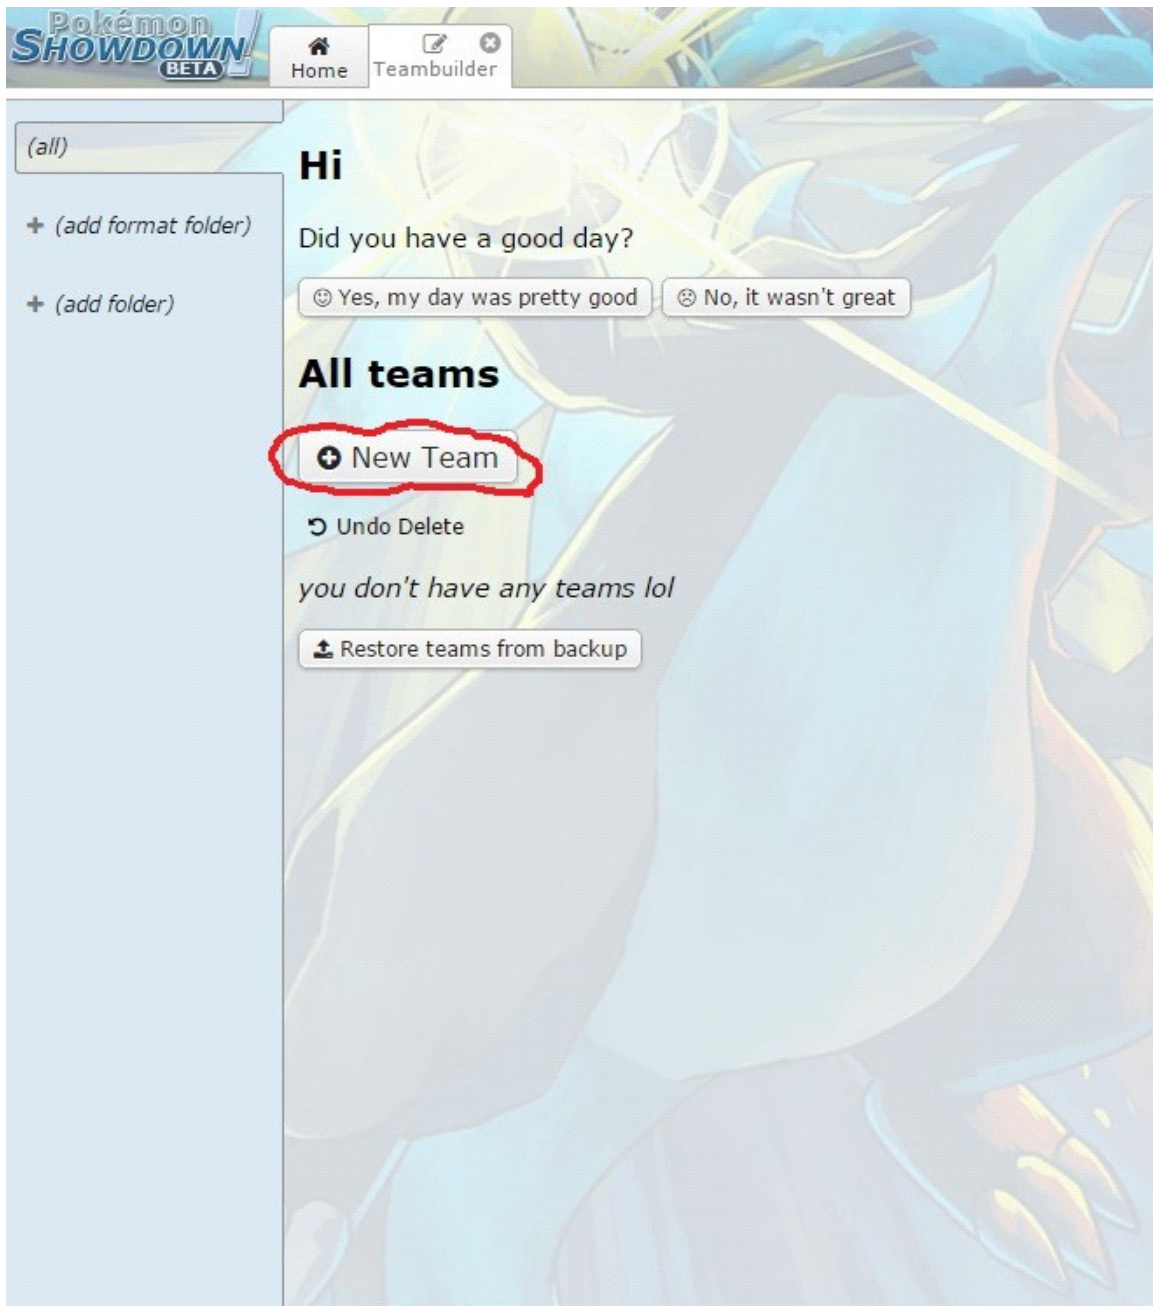 Pokémon
SHOWDOWN!
BETA
Home
Teambuilder
(all)
(add format folder)
(add folder)
Hi
Did you have a good day?
Yes, my day was pretty good
No, it wasn't great
All teams
New Team
Undo Delete
you don't have any teams lol
Restore teams from backup